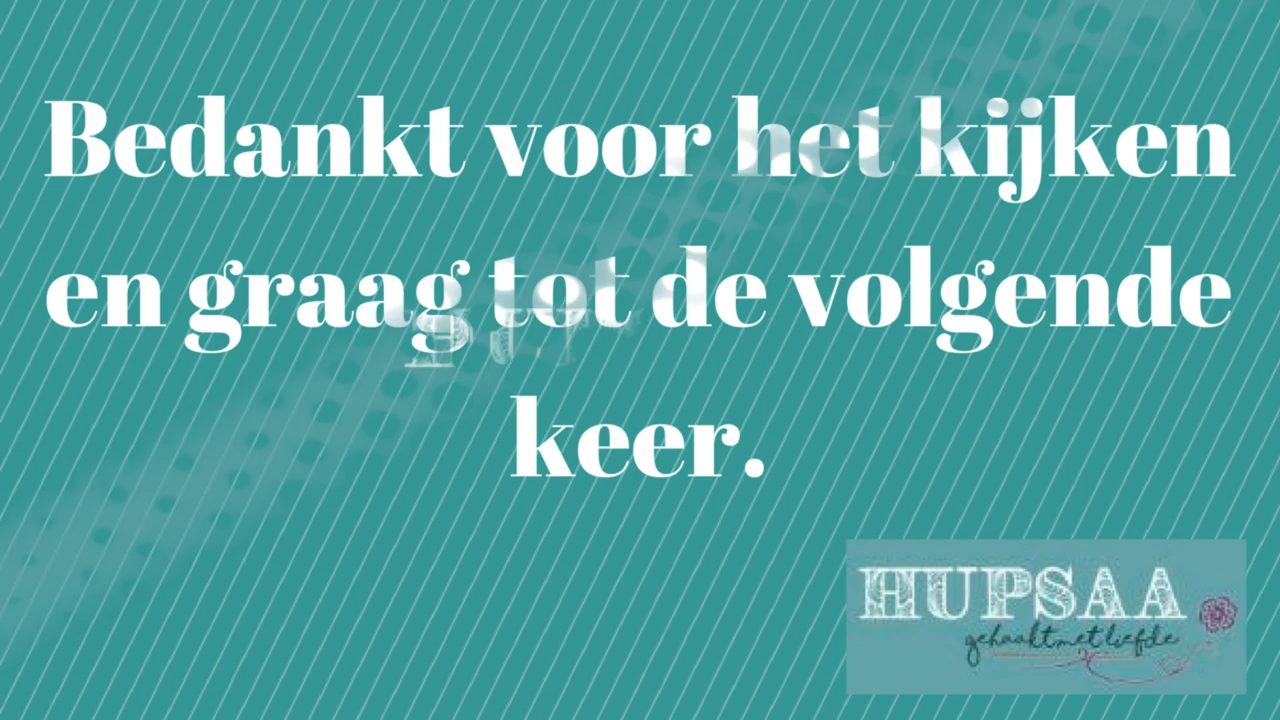 Bedankt voor het kijken
en graag tot de volgende
keer.
HUPSAA
gehaakt met liefde